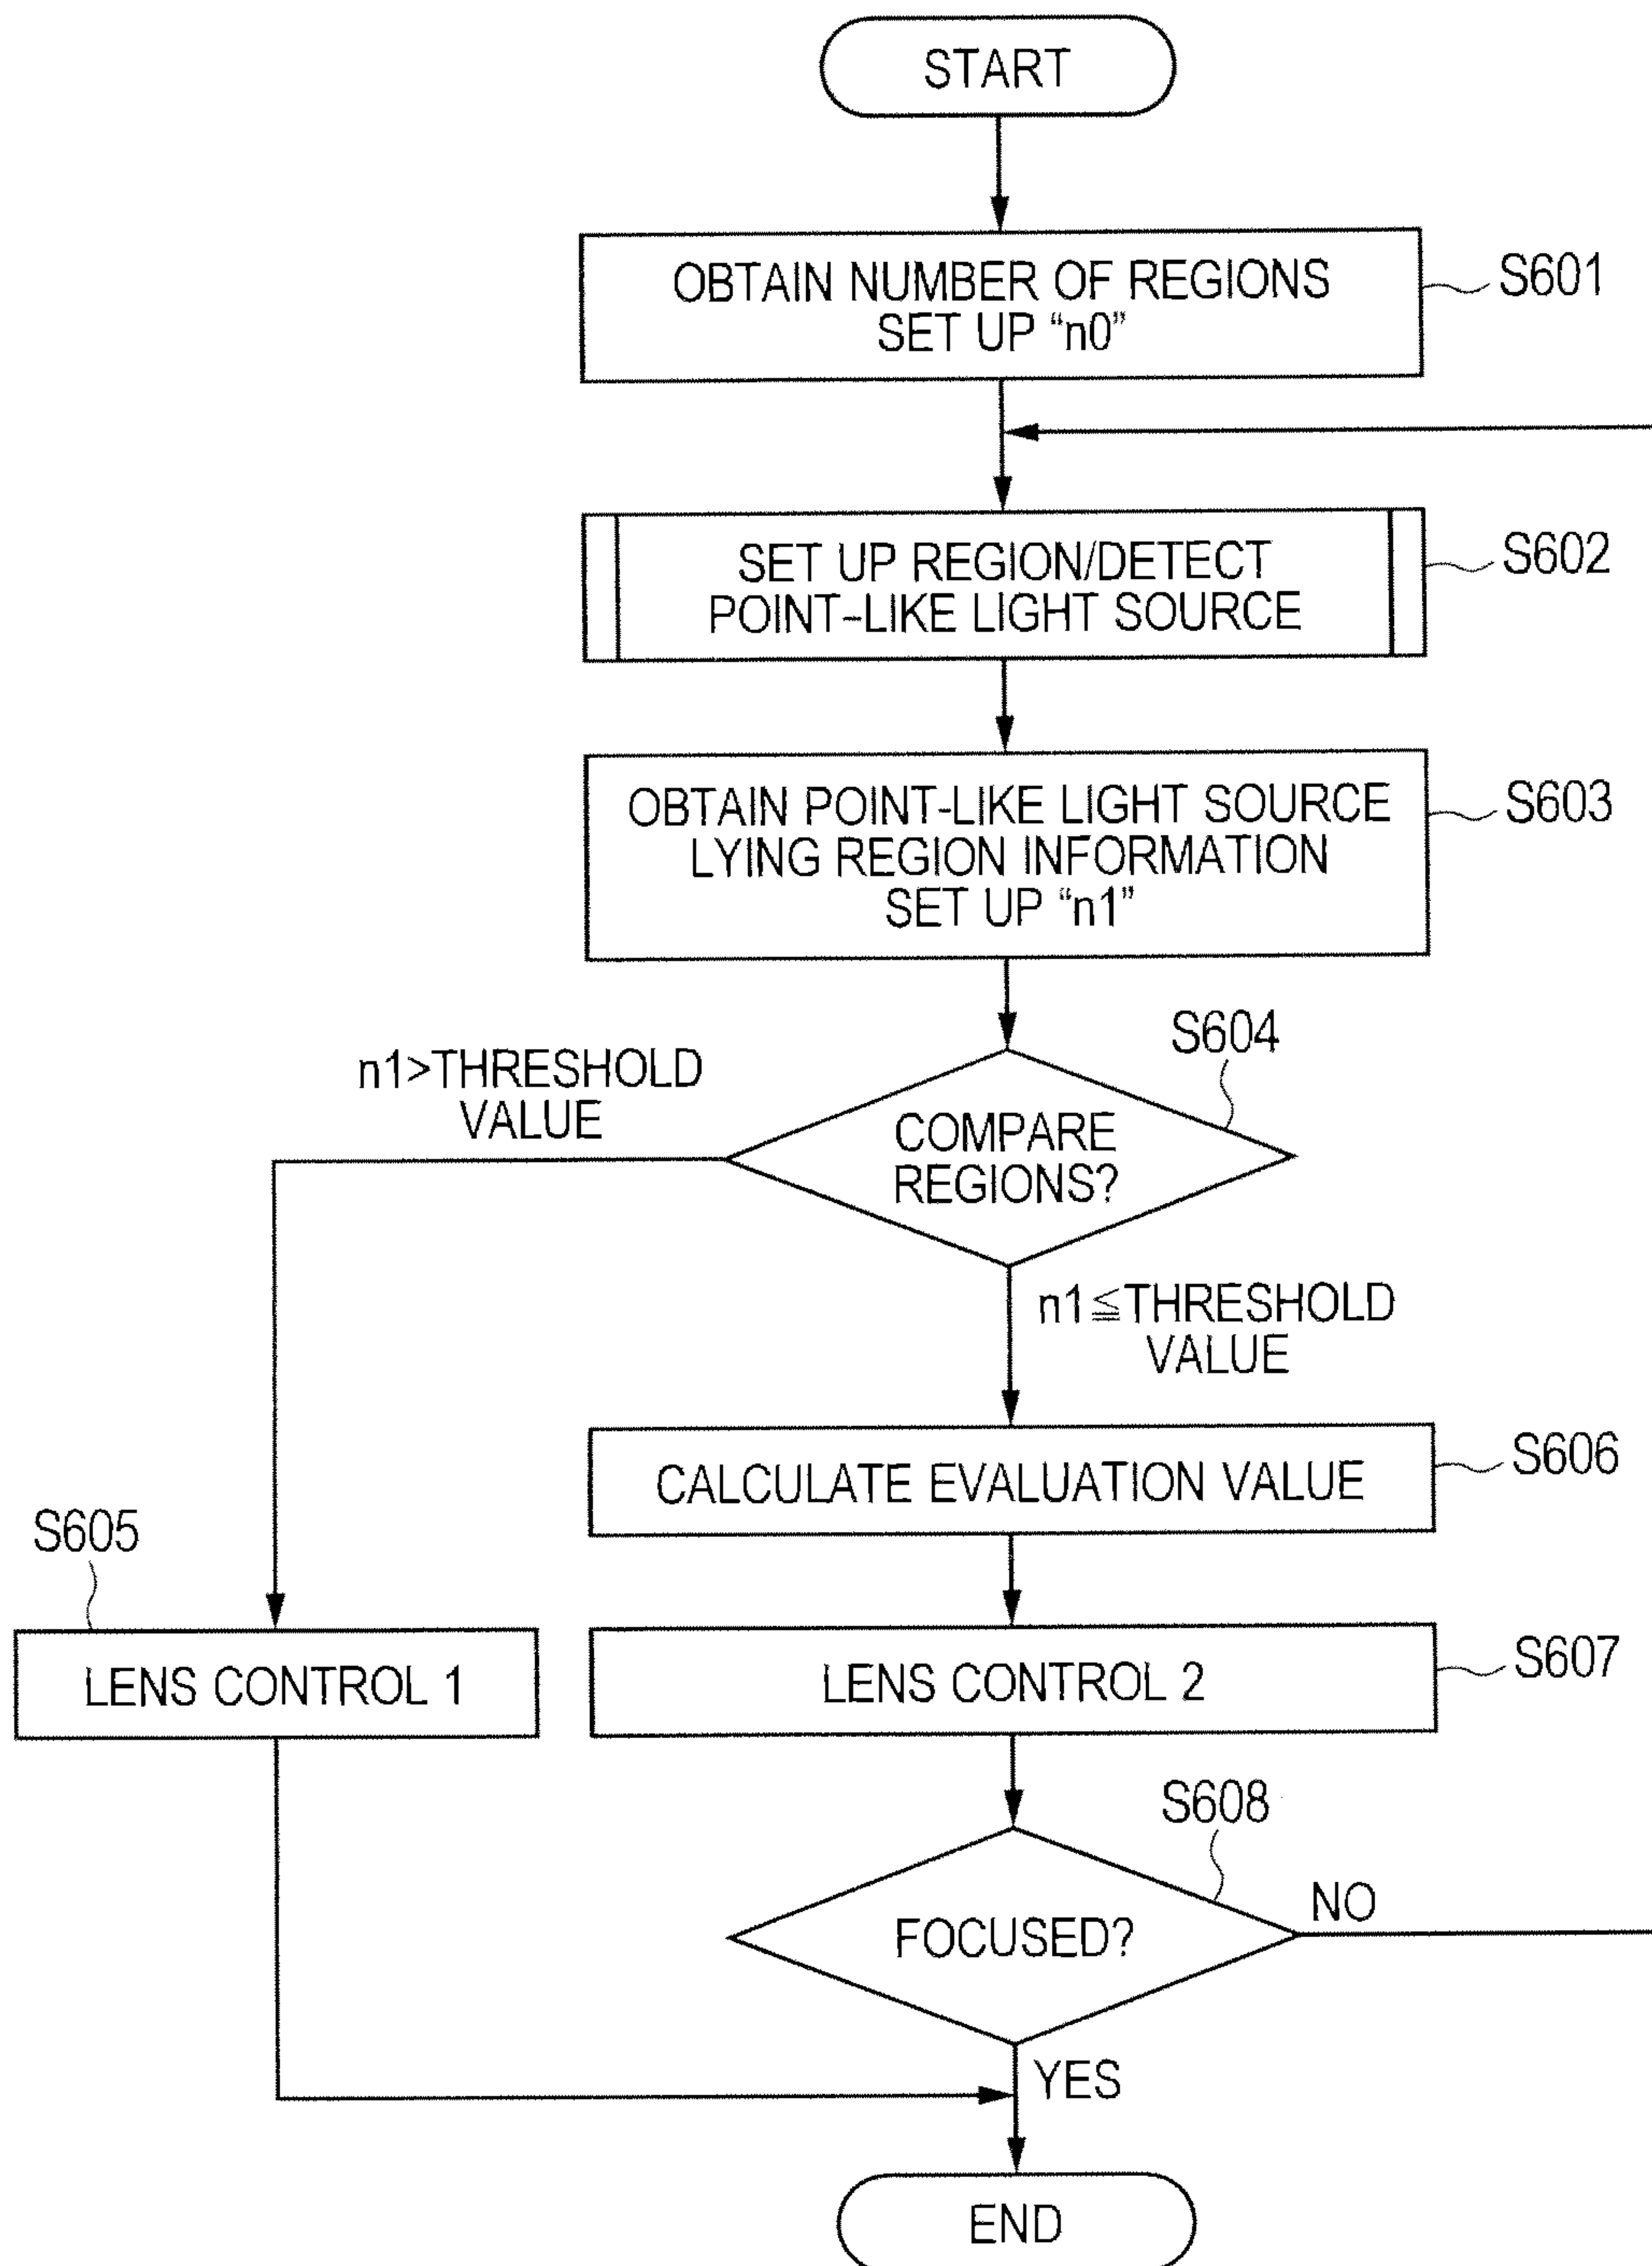 START
OBTAIN NUMBER OF REGIONS
SET UP “n0”
S601
SET UP REGION/DETECT
POINT-LIKE LIGHT SOURCE
S602
OBTAIN POINT-LIKE LIGHT SOURCE
LYING REGION INFORMATION
SET UP “n1”
S603
S604
n1>THRESHOLD
VALUE
COMPARE
REGIONS?
n1≦THRESHOLD
VALUE
CALCULATE EVALUATION VALUE
S606
S605
LENS CONTROL 1
LENS CONTROL 2
S607
S608
FOCUSED?
NO
YES
END